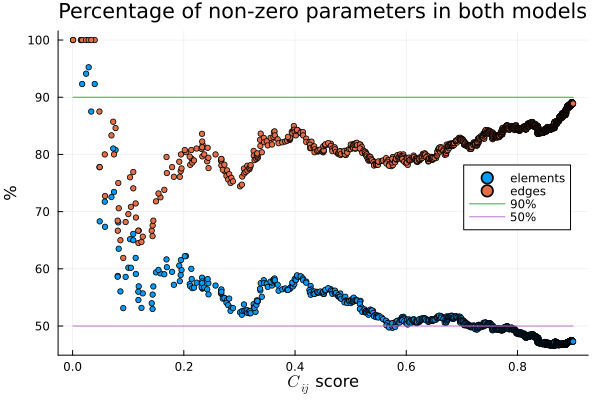 Percentage of non-zero parameters in both models
%
100
90
80
70
60
50
elements
edges
90%
50%
0.0 0.2 0.4 0.6 0.8
C_ij score